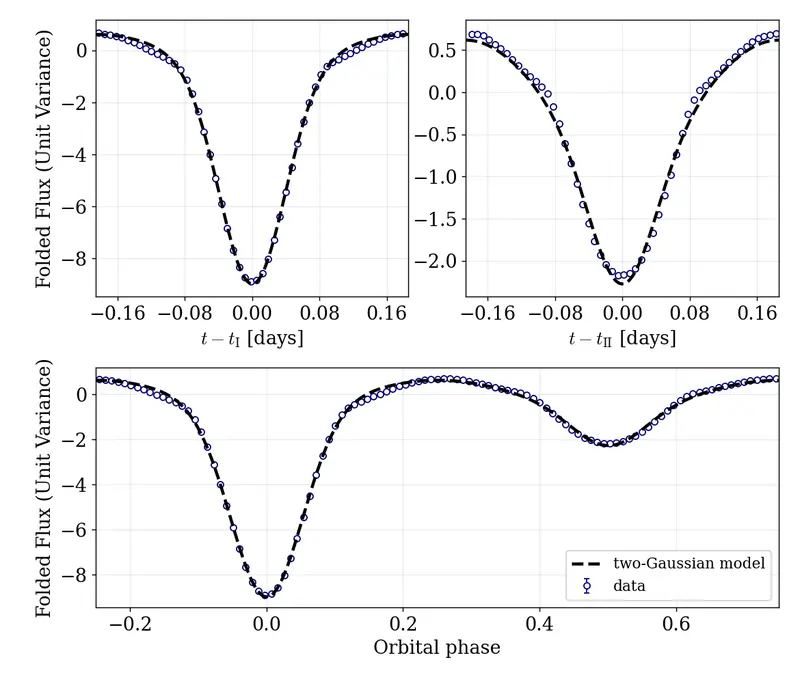 Folded Flux (Unit Variance)
0
−2
−4
−6
−8
−0.16 −0.08 0.00 0.08 0.16
t − t_I [days]
0.5
0.0
−0.5
−1.0
−1.5
−2.0
−0.16 −0.08 0.00 0.08 0.16
t − t_II [days]
Folded Flux (Unit Variance)
0
−2
−4
−6
−8
two-Gaussian model
data
−0.2 0.0 0.2 0.4 0.6
Orbital phase